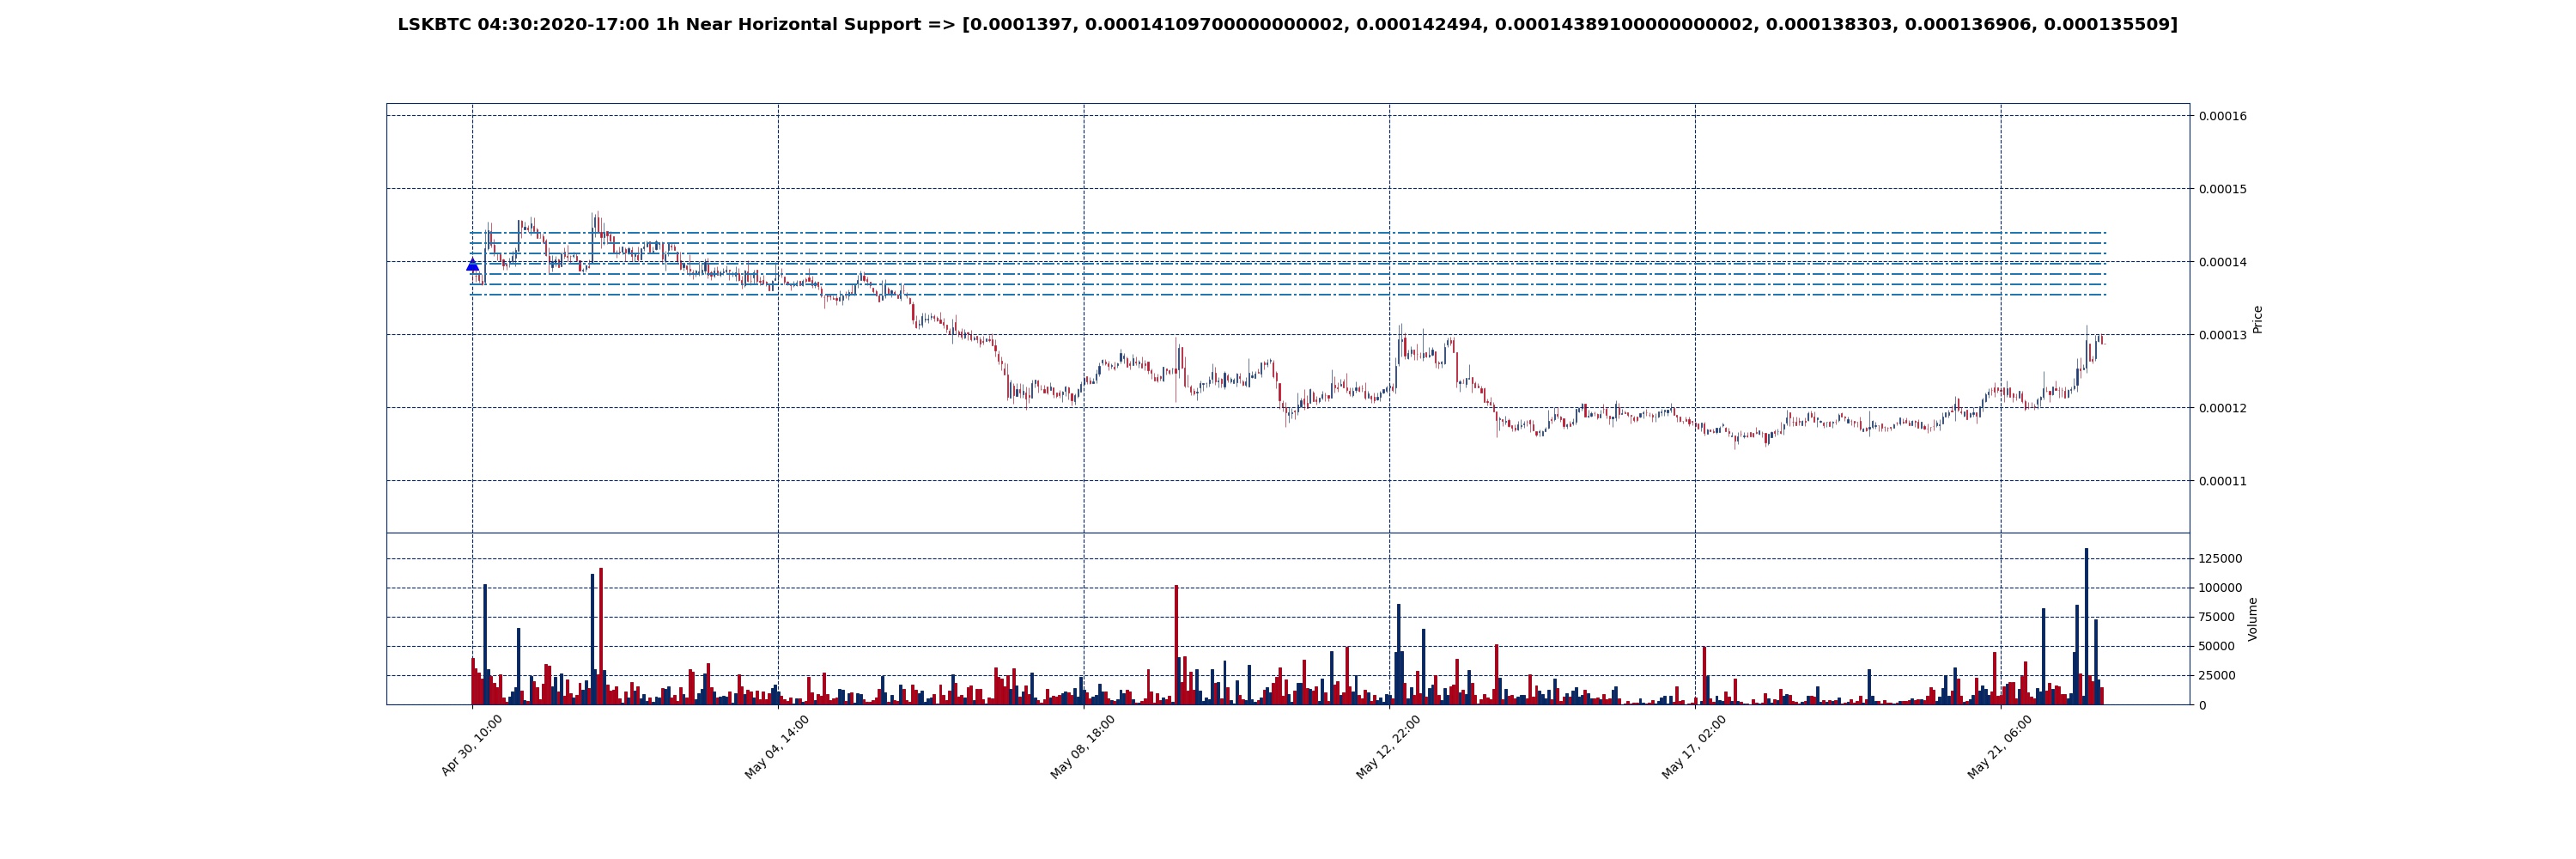 LSKBTC 04:30:2020-17:00 1h Near Horizontal Support => [0.0001397, 0.00014109700000000002, 0.000142494, 0.00014389100000000002, 0.000138303, 0.000136906, 0.000135509]
0.00016
0.00015
0.00014
0.00013
0.00012
0.00011
Price
125000
100000
75000
50000
25000
0
Volume
Apr 30, 10:00
May 04, 14:00
May 08, 18:00
May 12, 22:00
May 17, 02:00
May 21, 06:00